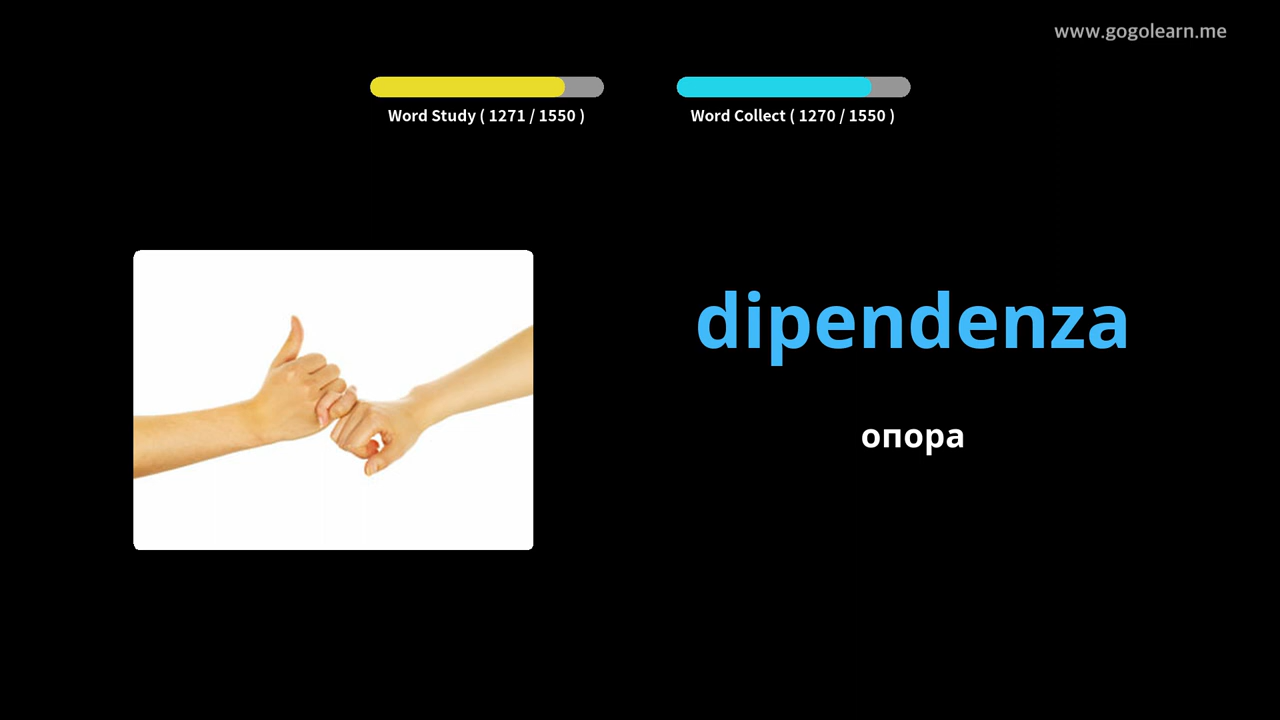 www.gogolearn.me
Word Study ( 1271 / 1550 )
Word Collect ( 1270 / 1550 )
dipendenza
опора